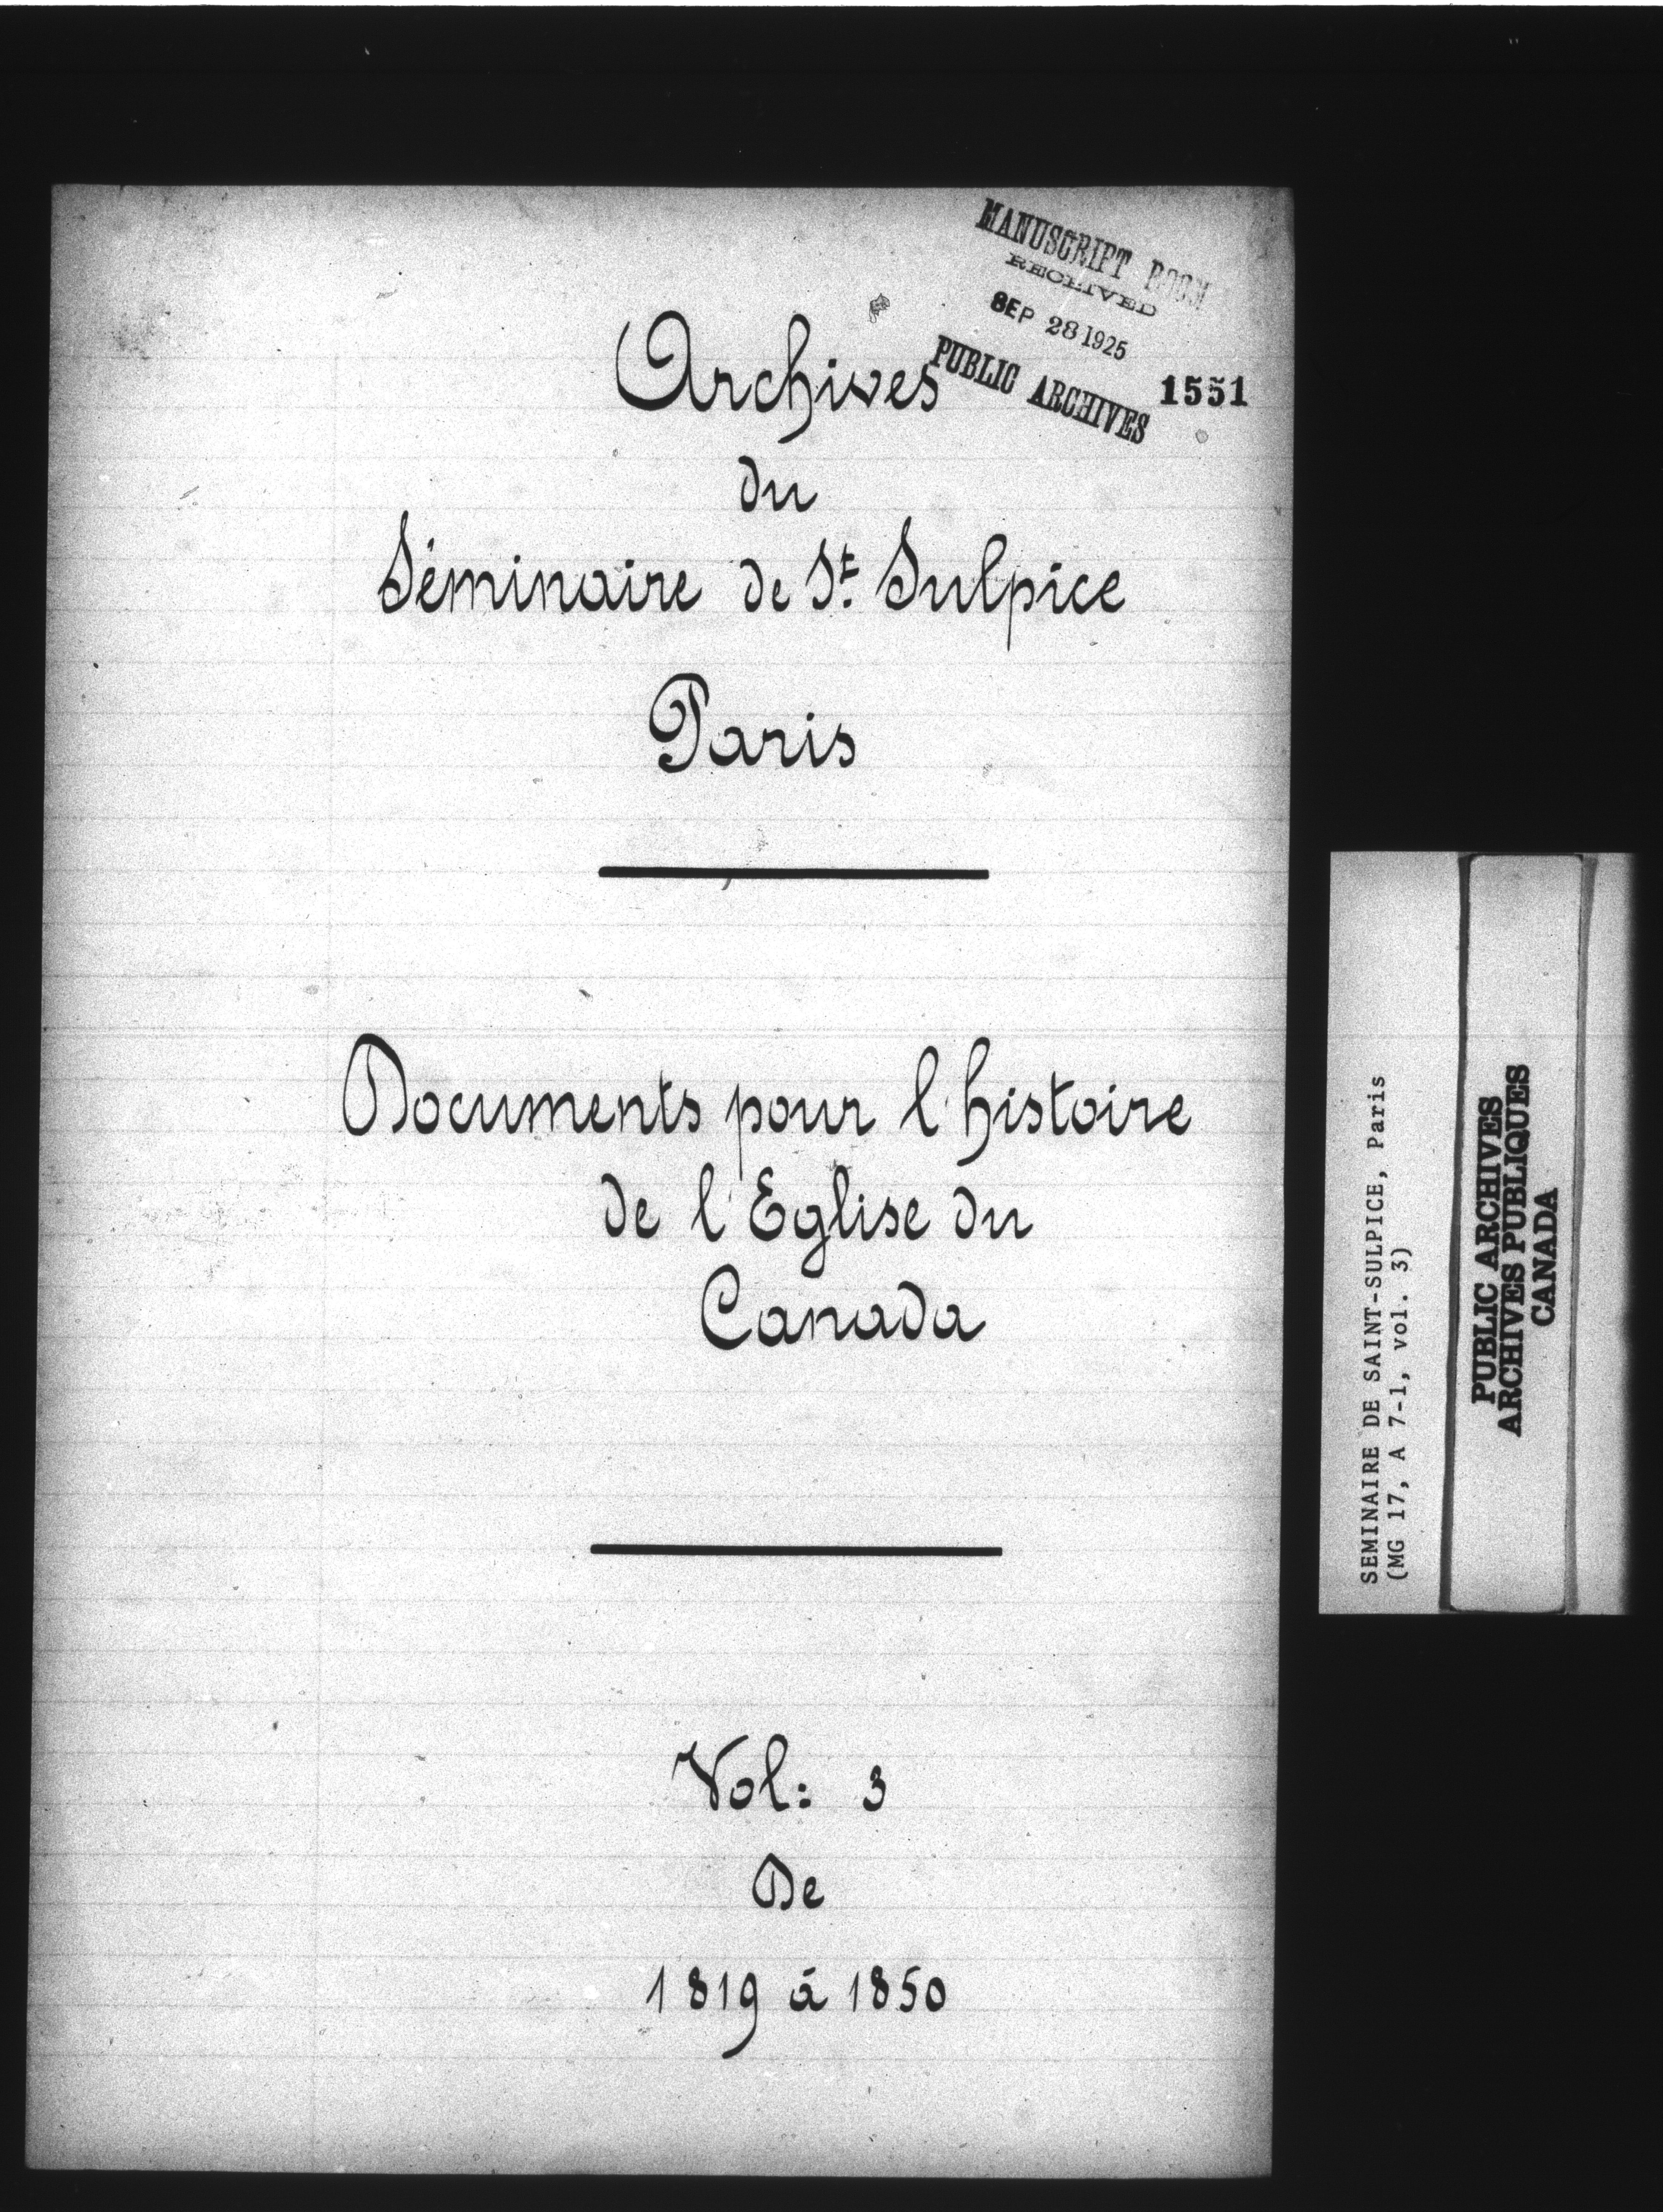 MANUSCRIPT ROOM
RECEIVED
SEP 28 1925
PUBLIC ARCHIVES
1551
Archives
du
Séminaire de St. Sulpice
Paris
Documents pour l'histoire
de l'Eglise du
Canada
Vol: 3
De
1819 à 1850
SEMINAIRE DE SAINT-SULPICE, Paris
(MG 17, A 7-1, vol. 3)
PUBLIC ARCHIVES
ARCHIVES PUBLIQUES
CANADA